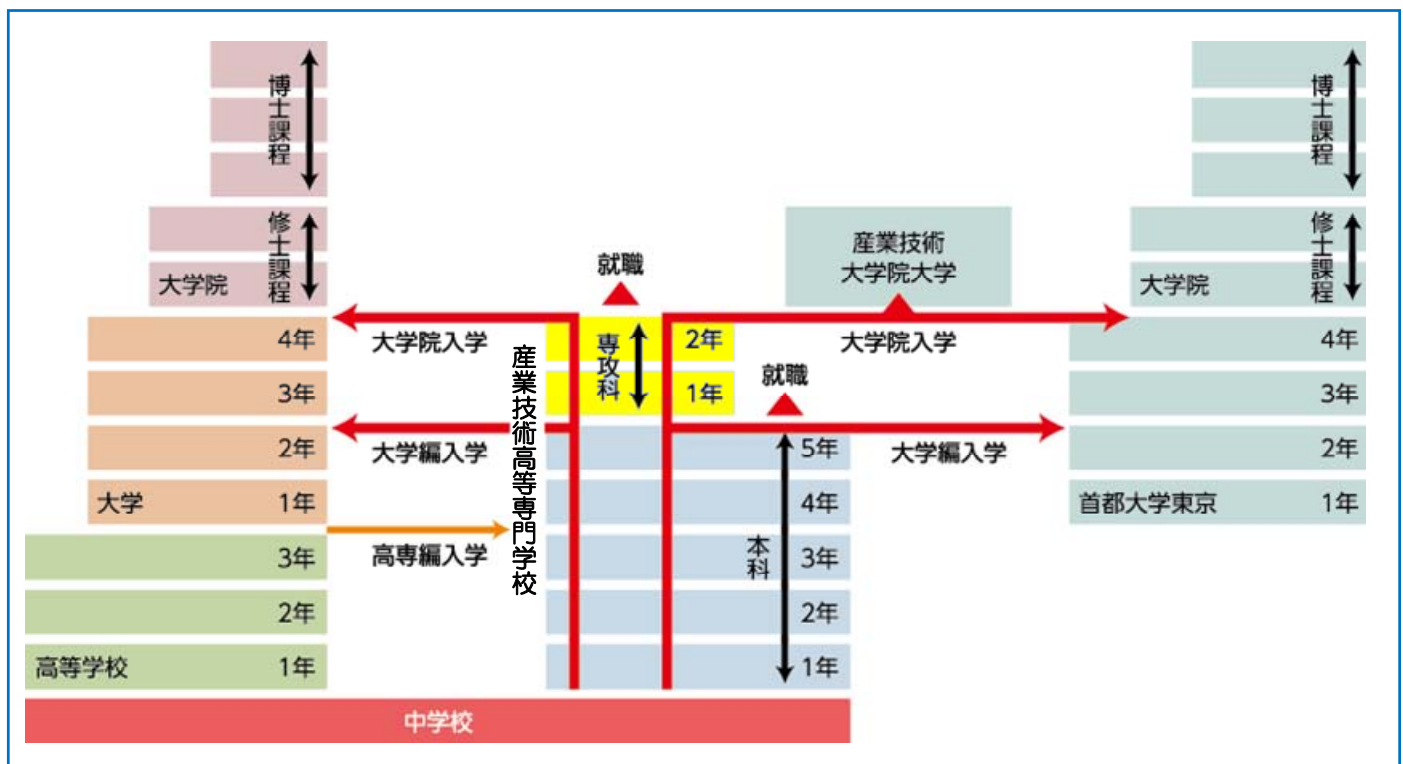 博士課程
博士課程
修士課程
修士課程
産業技術
大学院大学
就職
大学院
大学院
4年
大学院入学
専攻科
2年
大学院入学
4年
産業技術高等専門学校
3年
1年
就職
3年
2年
大学編入学
5年
大学編入学
2年
大学
1年
4年
首都大学東京
1年
3年
高専編入学
本科
3年
2年
2年
高等学校
1年
1年
中学校